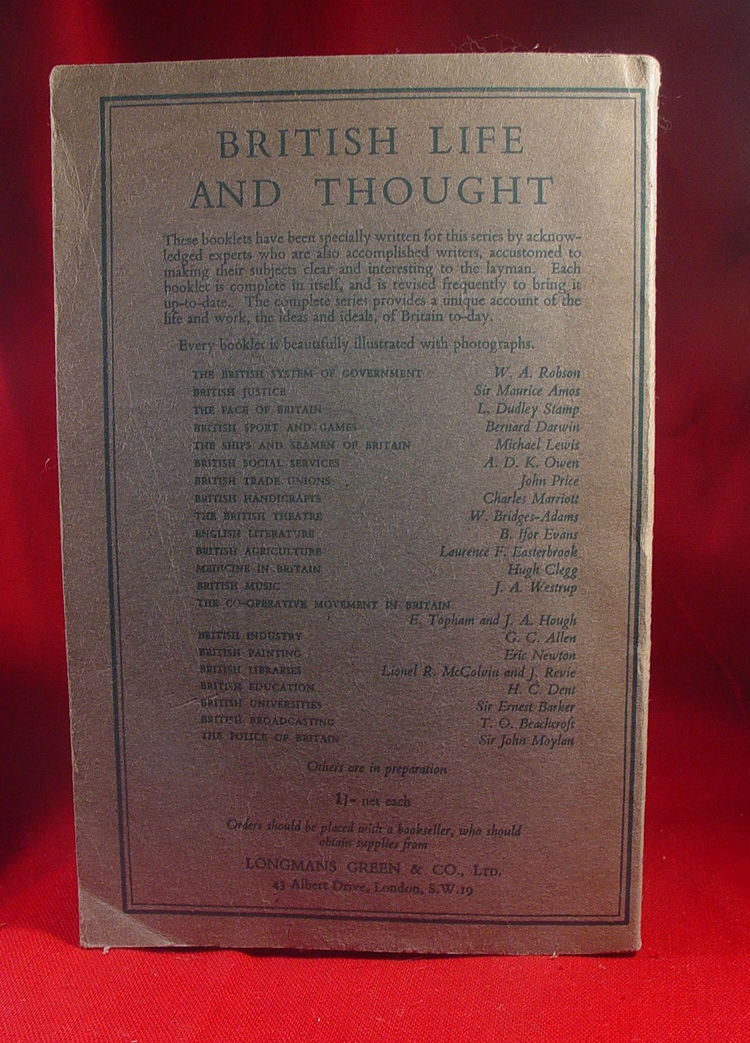 BRITISH LIFE
AND THOUGHT
These booklets have been specially written for this series by acknow-
ledged experts who are also accomplished writers, accustomed to
making their subjects clear and interesting to the layman. Each
booklet is complete in itself, and is revised frequently to bring it
up-to-date. The complete series provides a unique account of the
life and work, the ideas and ideals, of Britain to-day.
Every booklet is beautifully illustrated with photographs.
THE BRITISH SYSTEM OF GOVERNMENT W. A. Robson
BRITISH JUSTICE Sir Maurice Amos
THE FACE OF BRITAIN L. Dudley Stamp
BRITISH SPORT AND GAMES Bernard Darwin
THE SHIPS AND SEAMEN OF BRITAIN Michael Lewis
BRITISH SOCIAL SERVICES A. D. K. Owen
BRITISH TRADE UNIONS John Price
BRITISH HANDICRAFTS Charles Marriott
THE BRITISH THEATRE W. Bridges-Adams
ENGLISH LITERATURE B. Ifor Evans
BRITISH AGRICULTURE Laurence F. Easterbrook
MEDICINE IN BRITAIN Hugh Clegg
BRITISH MUSIC J. A. Westrup
THE CO-OPERATIVE MOVEMENT IN BRITAIN
E. Topham and J. A. Hough
BRITISH INDUSTRY G. C. Allen
BRITISH PAINTING Eric Newton
BRITISH LIBRARIES Lionel R. McColvin and J. Revie
BRITISH EDUCATION H. C. Dent
BRITISH UNIVERSITIES Sir Ernest Barker
BRITISH BROADCASTING T. O. Beachcroft
THE POLICE OF BRITAIN Sir John Moylan
Others are in preparation
1/- net each
Orders should be placed with a bookseller, who should
obtain supplies from
LONGMANS GREEN & CO., LTD.
43 Albert Drive, London, S.W.19